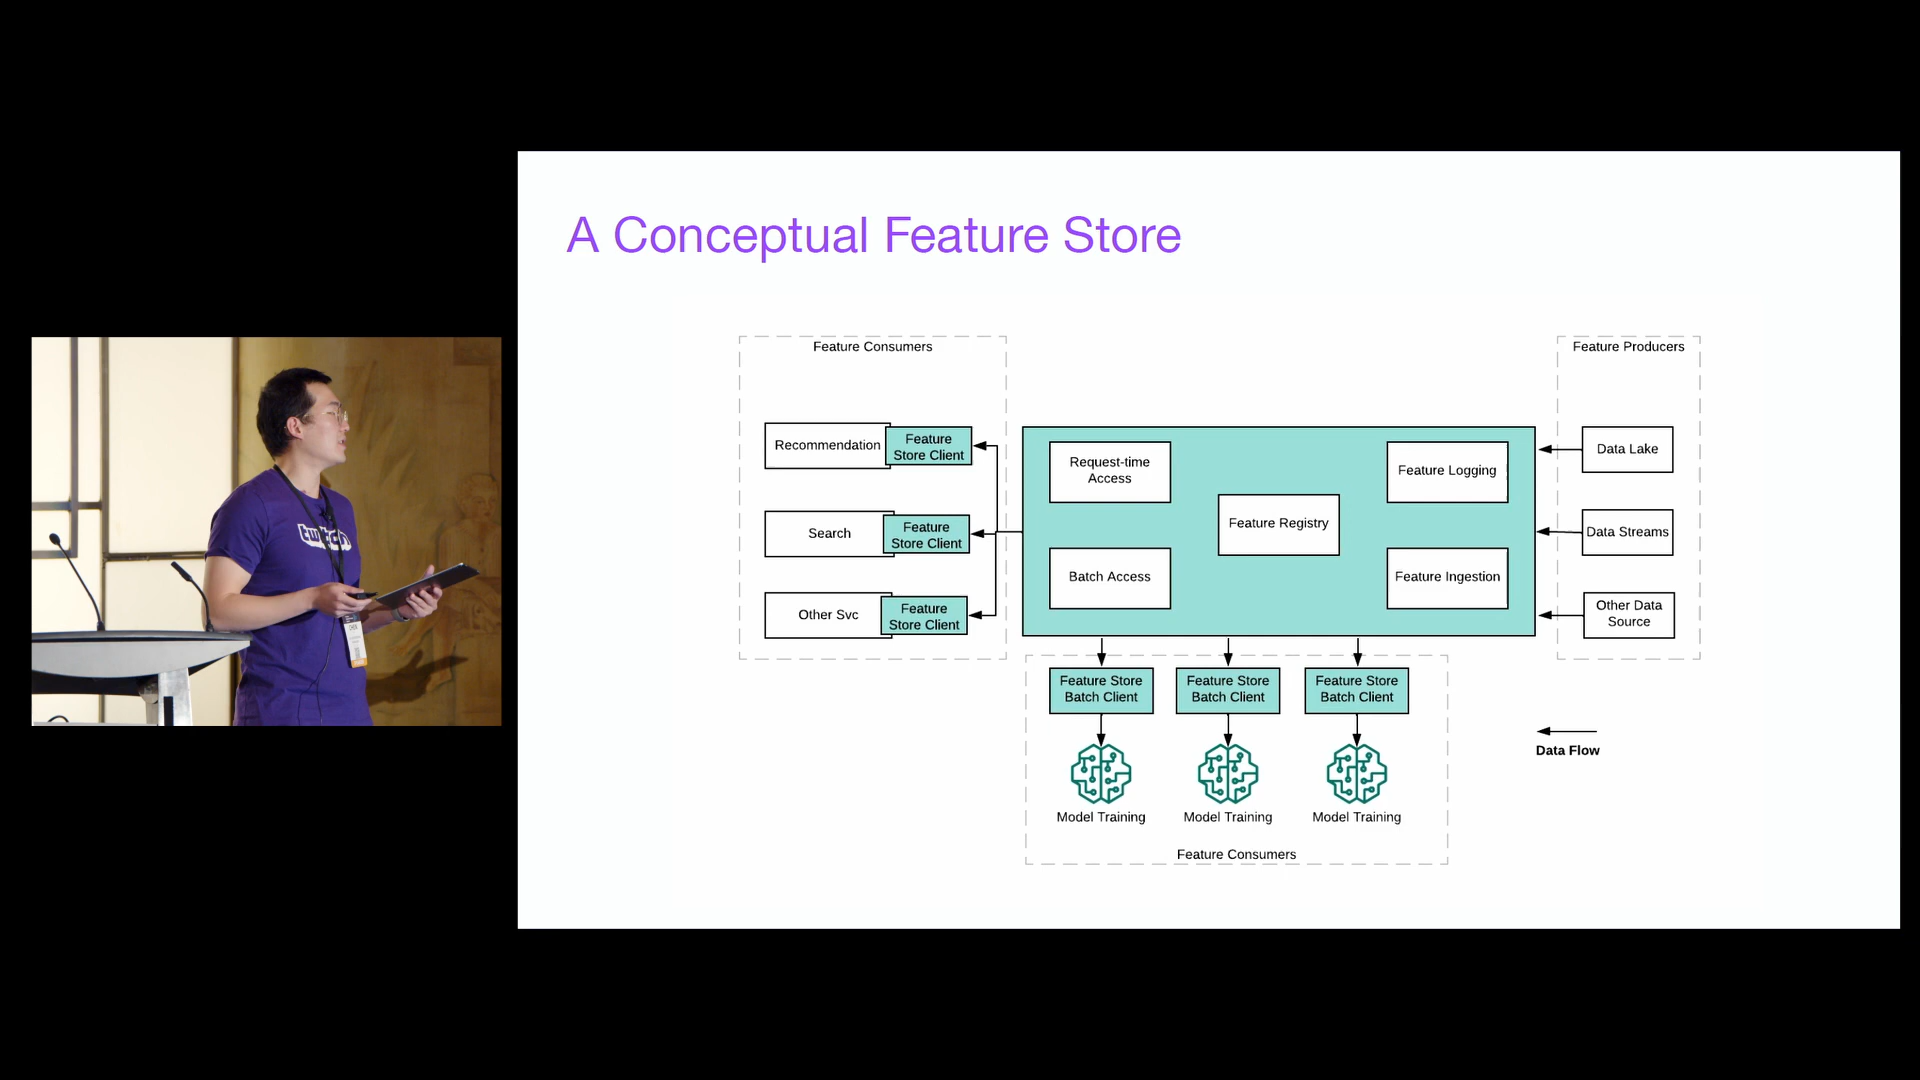 A Conceptual Feature Store
Feature Consumers
Recommendation
Feature
Store Client
Search
Feature
Store Client
Other Svc
Feature
Store Client
Request-time
Access
Batch Access
Feature Registry
Feature Logging
Feature Ingestion
Feature Producers
Data Lake
Data Streams
Other Data
Source
Feature Store
Batch Client
Feature Store
Batch Client
Feature Store
Batch Client
Model Training
Model Training
Model Training
Feature Consumers
Data Flow
twitch